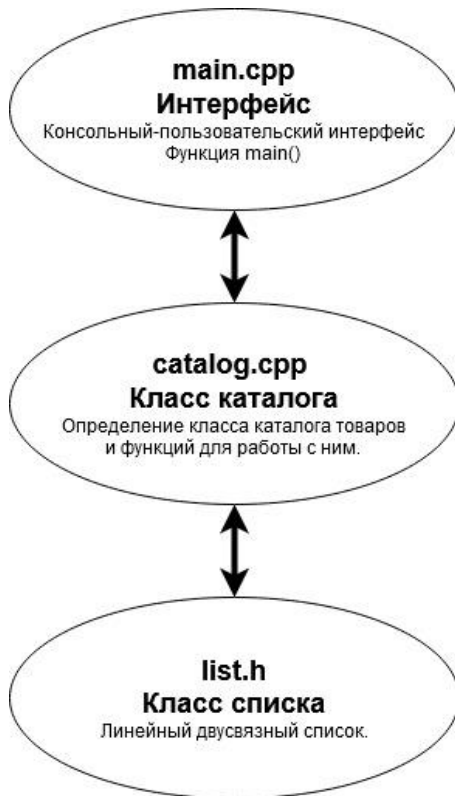 main.cpp
Интерфейс
Консольный-пользовательский интерфейс
Функция main()
catalog.cpp
Класс каталога
Определение класса каталога товаров
и функций для работы с ним.
list.h
Класс списка
Линейный двусвязный список.